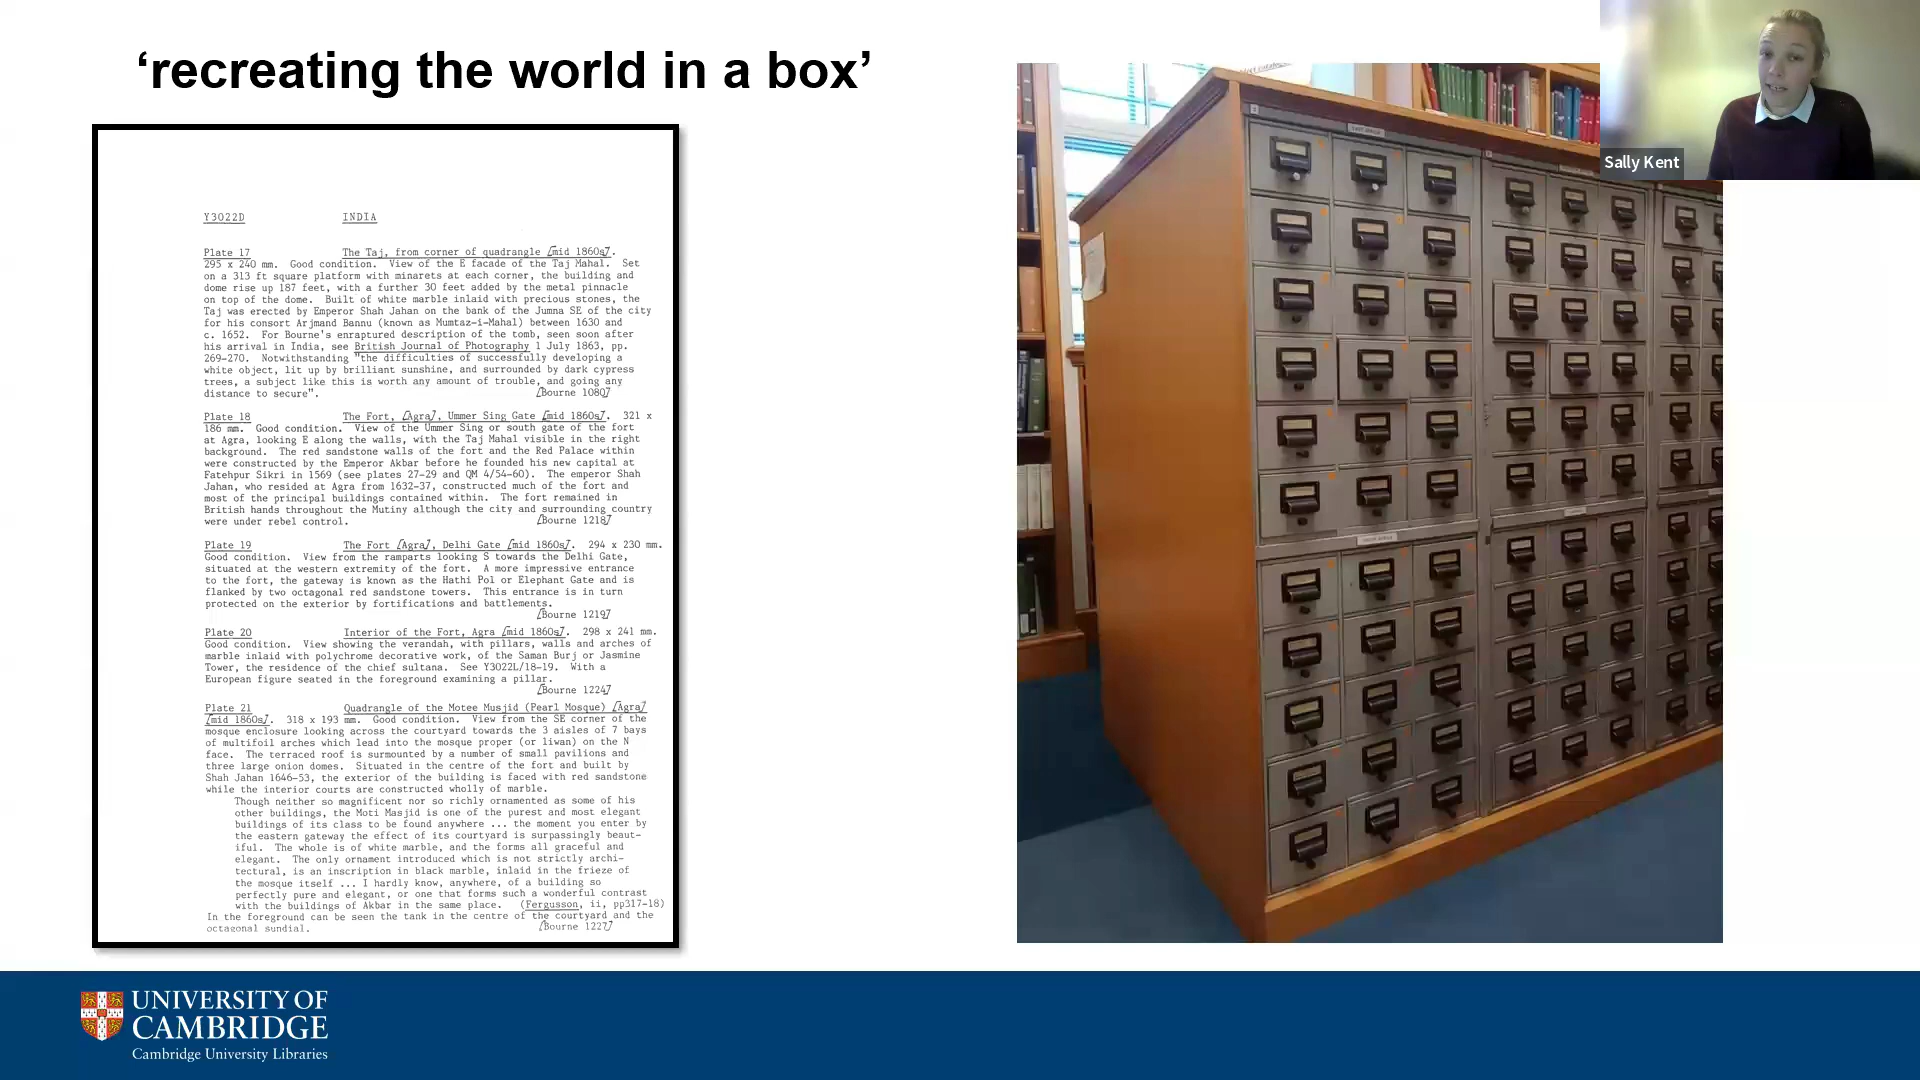 ‘recreating the world in a box’
Sally Kent
Y3022D INDIA
Plate 17 The Taj, from corner of quadrangle [mid 1860s].
295 x 240 mm. Good condition. View of the E facade of the Taj Mahal. Set
on a 313 ft square platform with minarets at each corner, the building and
dome rise up 187 feet, with a further 30 feet added by the metal pinnacle
on top of the dome. Built of white marble inlaid with precious stones, the
Taj was erected by Emperor Shah Jahan on the bank of the Jumna SE of the city
for his consort Arjmand Bannu (known as Mumtaz-i-Mahal) between 1630 and
c. 1652. For Bourne's enraptured description of the tomb, seen soon after
his arrival in India, see British Journal of Photography 1 July 1863, pp.
269-270. Notwithstanding "the difficulties of successfully developing a
white object, lit up by brilliant sunshine, and surrounded by dark cypress
trees, a subject like this is worth any amount of trouble, and going any
distance to secure". [Bourne 1080]
Plate 18 The Fort, [Agra], Ummer Sing Gate [mid 1860s]. 321 x
186 mm. Good condition. View of the Ummer Sing or south gate of the fort
at Agra, looking E along the walls, with the Taj Mahal visible in the right
background. The red sandstone walls of the fort and the Red Palace within
were constructed by the Emperor Akbar before he founded his new capital at
Fatehpur Sikri in 1569 (see plates 27-29 and QM 4/54-60). The emperor Shah
Jahan, who resided at Agra from 1632-37, constructed much of the fort and
most of the principal buildings contained within. The fort remained in
British hands throughout the Mutiny although the city and surrounding country
were under rebel control. [Bourne 1218]
Plate 19 The Fort [Agra], Delhi Gate [mid 1860s]. 294 x 230 mm.
Good condition. View from the ramparts looking S towards the Delhi Gate,
situated at the western extremity of the fort. A more impressive entrance
to the fort, the gateway is known as the Hathi Pol or Elephant Gate and is
flanked by two octagonal red sandstone towers. This entrance is in turn
protected on the exterior by fortifications and battlements.
[Bourne 1219]
Plate 20 Interior of the Fort, Agra [mid 1860s]. 298 x 241 mm.
Good condition. View showing the verandah, with pillars, walls and arches of
marble inlaid with polychrome decorative work, of the Saman Burj or Jasmine
Tower, the residence of the chief sultana. See Y3022L/18-19. With a
European figure seated in the foreground examining a pillar.
[Bourne 1224]
Plate 21 Quadrangle of the Motee Musjid (Pearl Mosque) [Agra]
[mid 1860s]. 318 x 193 mm. Good condition. View from the SE corner of the
mosque enclosure looking across the courtyard towards the 3 aisles of 7 bays
of multifoil arches which lead into the mosque proper (or liwan) on the N
face. The terraced roof is surmounted by a number of small pavilions and
three large onion domes. Situated in the centre of the fort and built by
Shah Jahan 1646-53, the exterior of the building is faced with red sandstone
while the interior courts are constructed wholly of marble.
Though neither so magnificent nor so richly ornamented as some of his
other buildings, the Moti Masjid is one of the purest and most elegant
buildings of its class to be found anywhere ... the moment you enter by
the eastern gateway the effect of its courtyard is surpassingly beaut-
iful. The whole is of white marble, and the forms all graceful and
elegant. The only ornament introduced which is not strictly archi-
tectural, is an inscription in black marble, inlaid in the frieze of
the mosque itself ... I hardly know, anywhere, of a building so
perfectly pure and elegant, or one that forms such a wonderful contrast
with the buildings of Akbar in the same place. (Fergusson, ii, pp317-18)
In the foreground can be seen the tank in the centre of the courtyard and the
octagonal sundial. [Bourne 1227]
UNIVERSITY OF
CAMBRIDGE
Cambridge University Libraries